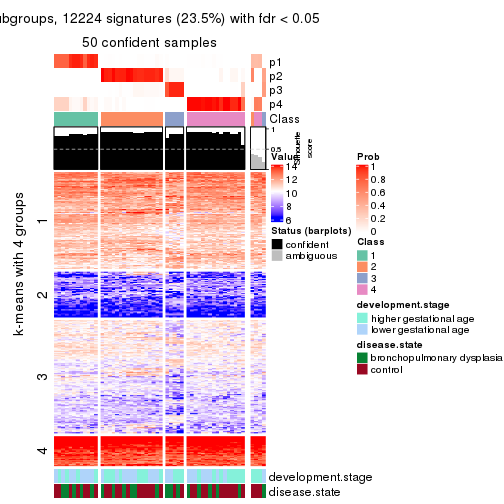 ubgroups, 12224 signatures (23.5%) with fdr < 0.05
50 confident samples
p1
p2
p3
p4
Class
1
0.5
0
Silhouette
score
k-means with 4 groups
1
2
3
4
Value
14
12
10
8
6
Status (barplots)
confident
ambiguous
Prob
1
0.8
0.6
0.4
0.2
0
Class
1
2
3
4
development.stage
higher gestational age
lower gestational age
disease.state
bronchopulmonary dysplasia
control
development.stage
disease.state